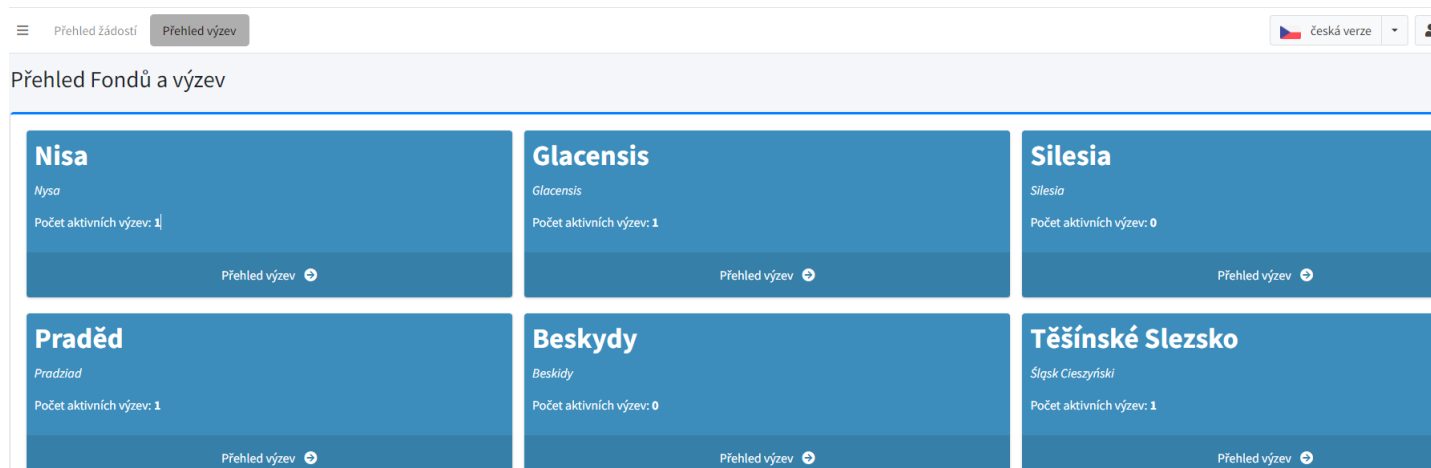 Přehled žádostí Přehled výzev česká verze
Přehled Fondů a výzev
Nisa
Nysa
Počet aktivních výzev: 1
Přehled výzev
Glacensis
Glacensis
Počet aktivních výzev: 1
Přehled výzev
Silesia
Silesia
Počet aktivních výzev: 0
Přehled výzev
Praděd
Pradziad
Počet aktivních výzev: 1
Přehled výzev
Beskydy
Beskidy
Počet aktivních výzev: 0
Přehled výzev
Těšínské Slezsko
Śląsk Cieszyński
Počet aktivních výzev: 1
Přehled výzev